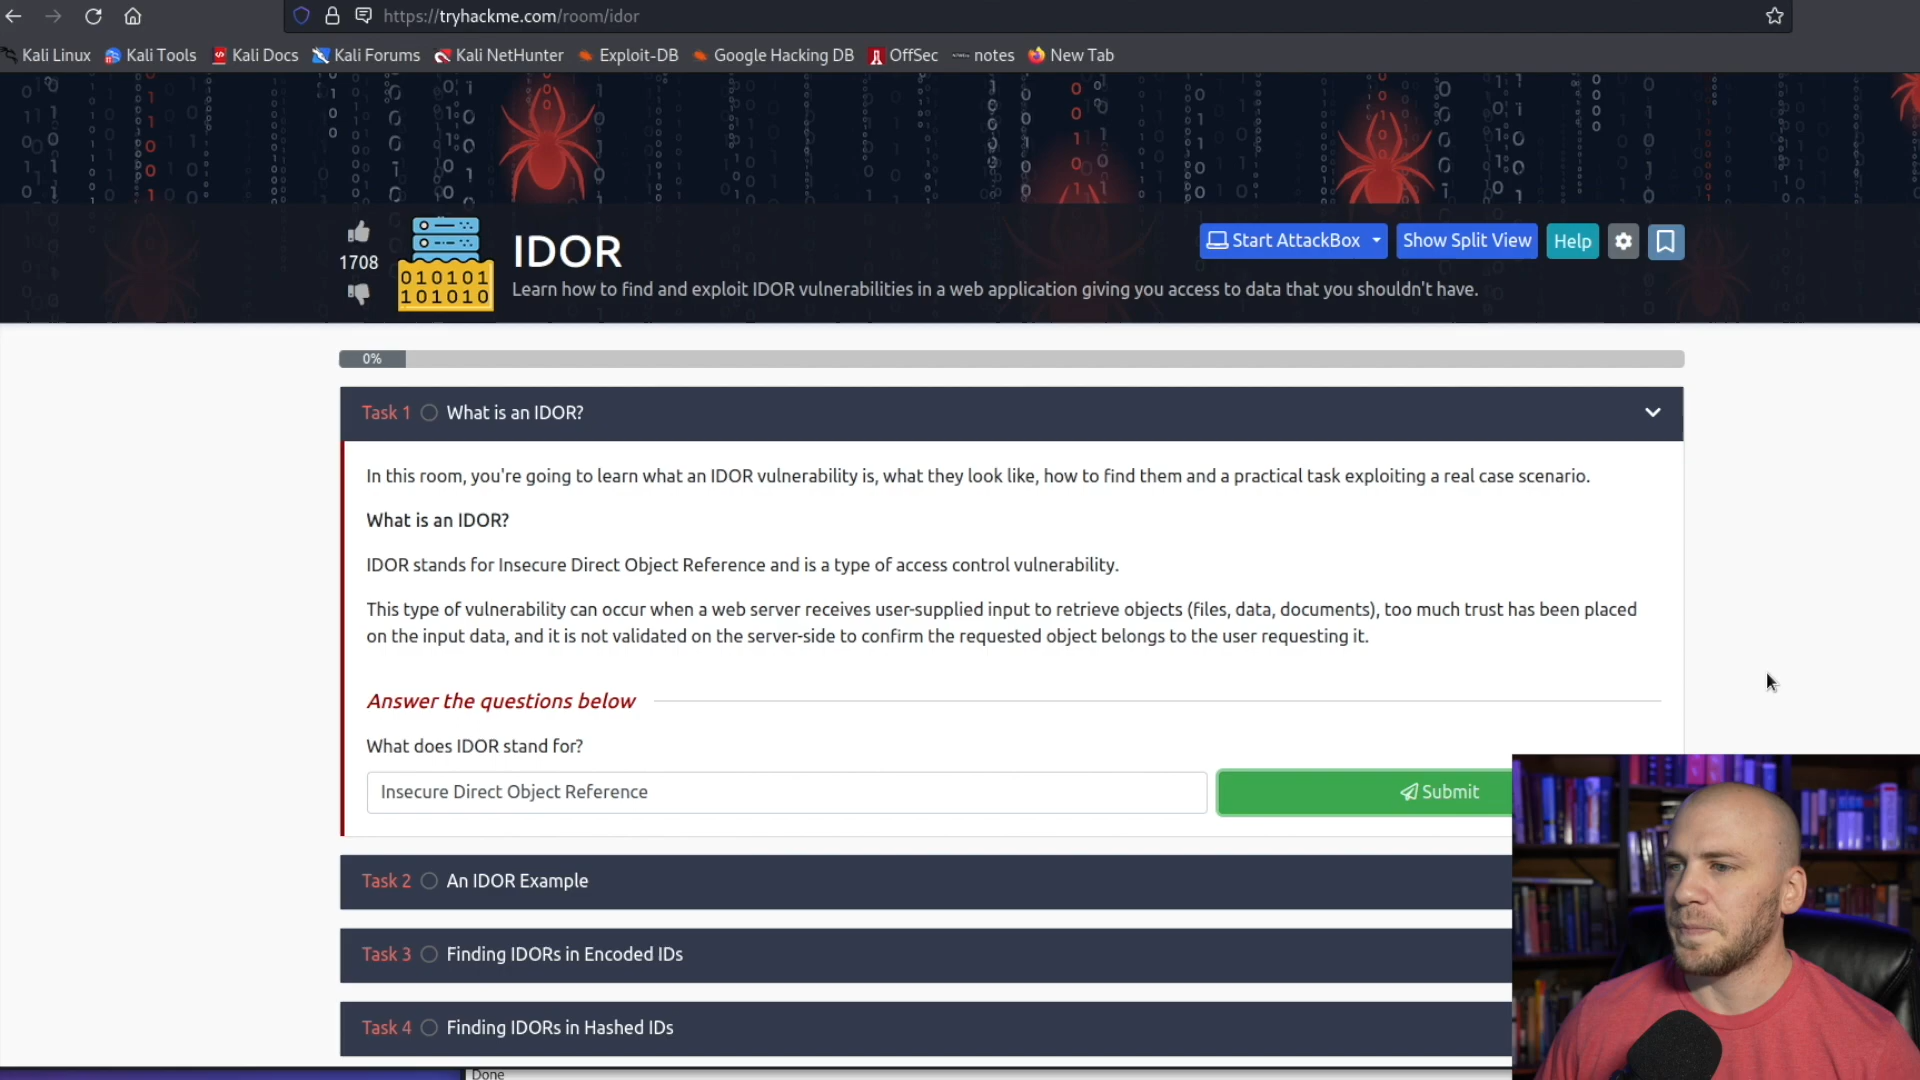 https://tryhackme.com/room/idor
Kali Linux Kali Tools Kali Docs Kali Forums Kali NetHunter Exploit-DB Google Hacking DB OffSec notes New Tab
1708
010101
101010
IDOR
Learn how to find and exploit IDOR vulnerabilities in a web application giving you access to data that you shouldn't have.
Start AttackBox Show Split View Help
0%
Task 1 What is an IDOR?
In this room, you're going to learn what an IDOR vulnerability is, what they look like, how to find them and a practical task exploiting a real case scenario.
What is an IDOR?
IDOR stands for Insecure Direct Object Reference and is a type of access control vulnerability.
This type of vulnerability can occur when a web server receives user-supplied input to retrieve objects (files, data, documents), too much trust has been placed
on the input data, and it is not validated on the server-side to confirm the requested object belongs to the user requesting it.
Answer the questions below
What does IDOR stand for?
Insecure Direct Object Reference Submit
Task 2 An IDOR Example
Task 3 Finding IDORs in Encoded IDs
Task 4 Finding IDORs in Hashed IDs
Done